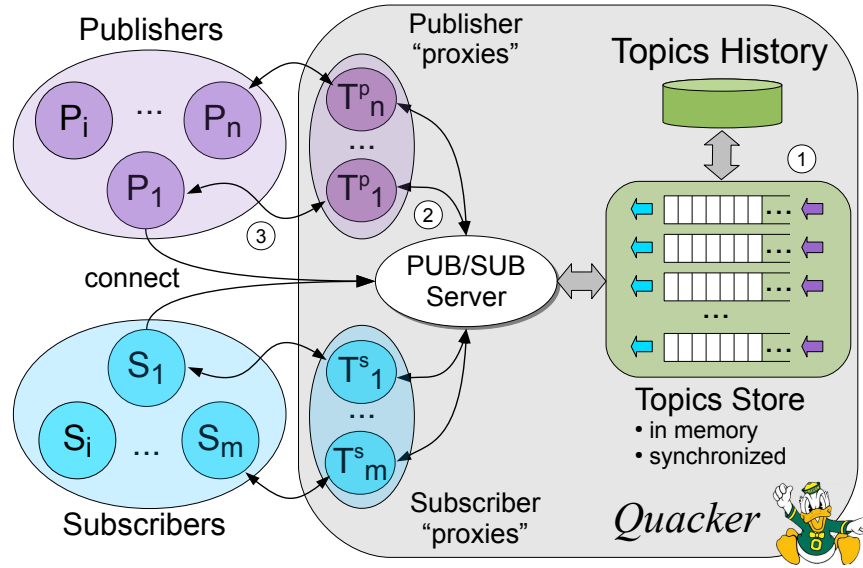 Publishers
Publisher
“proxies”
Topics History
Pi
...
Pn
P1
Tpn
...
Tp1
1
2
3
connect
PUB/SUB
Server
...
...
...
...
...
S1
Si
...
Sm
Ts1
...
Tsm
Topics Store
• in memory
• synchronized
Subscribers
Subscriber
“proxies”
Quacker
O